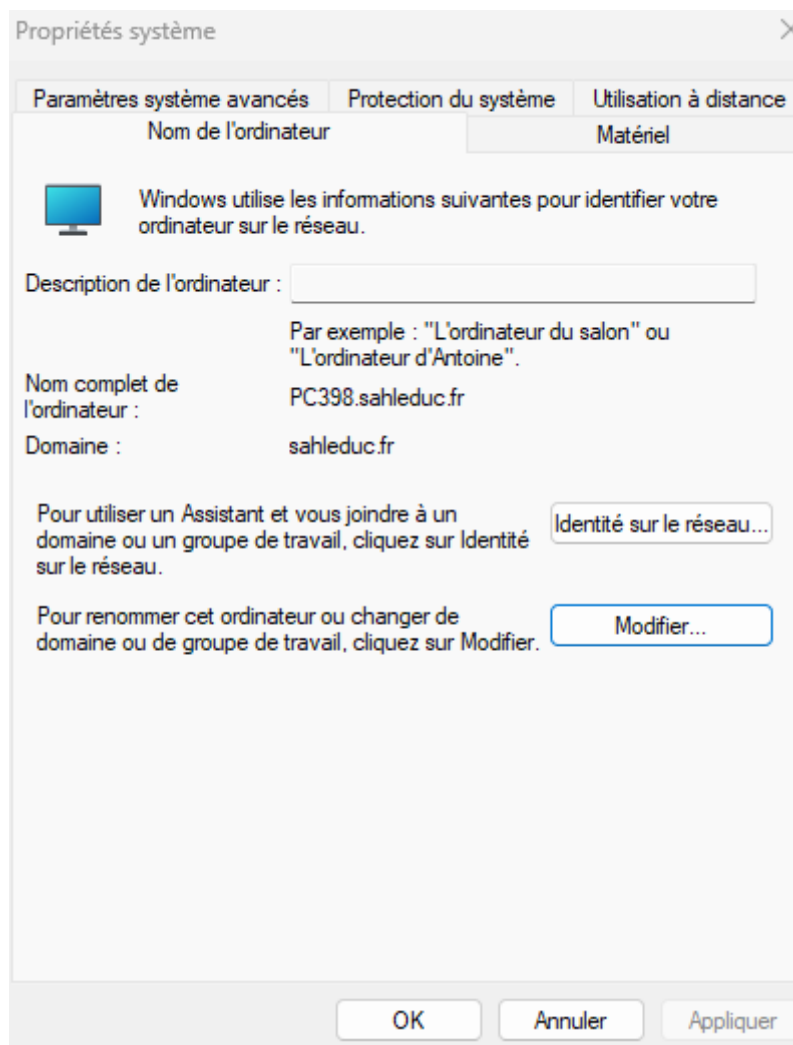 Propriétés système
Paramètres système avancés
Protection du système
Utilisation à distance
Nom de l'ordinateur
Matériel
Windows utilise les informations suivantes pour identifier votre
ordinateur sur le réseau.
Description de l'ordinateur :
Par exemple : "L'ordinateur du salon" ou
"L'ordinateur d'Antoine".
Nom complet de
l'ordinateur :
PC398.sahleduc.fr
Domaine :
sahleduc.fr
Pour utiliser un Assistant et vous joindre à un
domaine ou un groupe de travail, cliquez sur Identité
sur le réseau.
Identité sur le réseau...
Pour renommer cet ordinateur ou changer de
domaine ou de groupe de travail, cliquez sur Modifier.
Modifier...
OK
Annuler
Appliquer